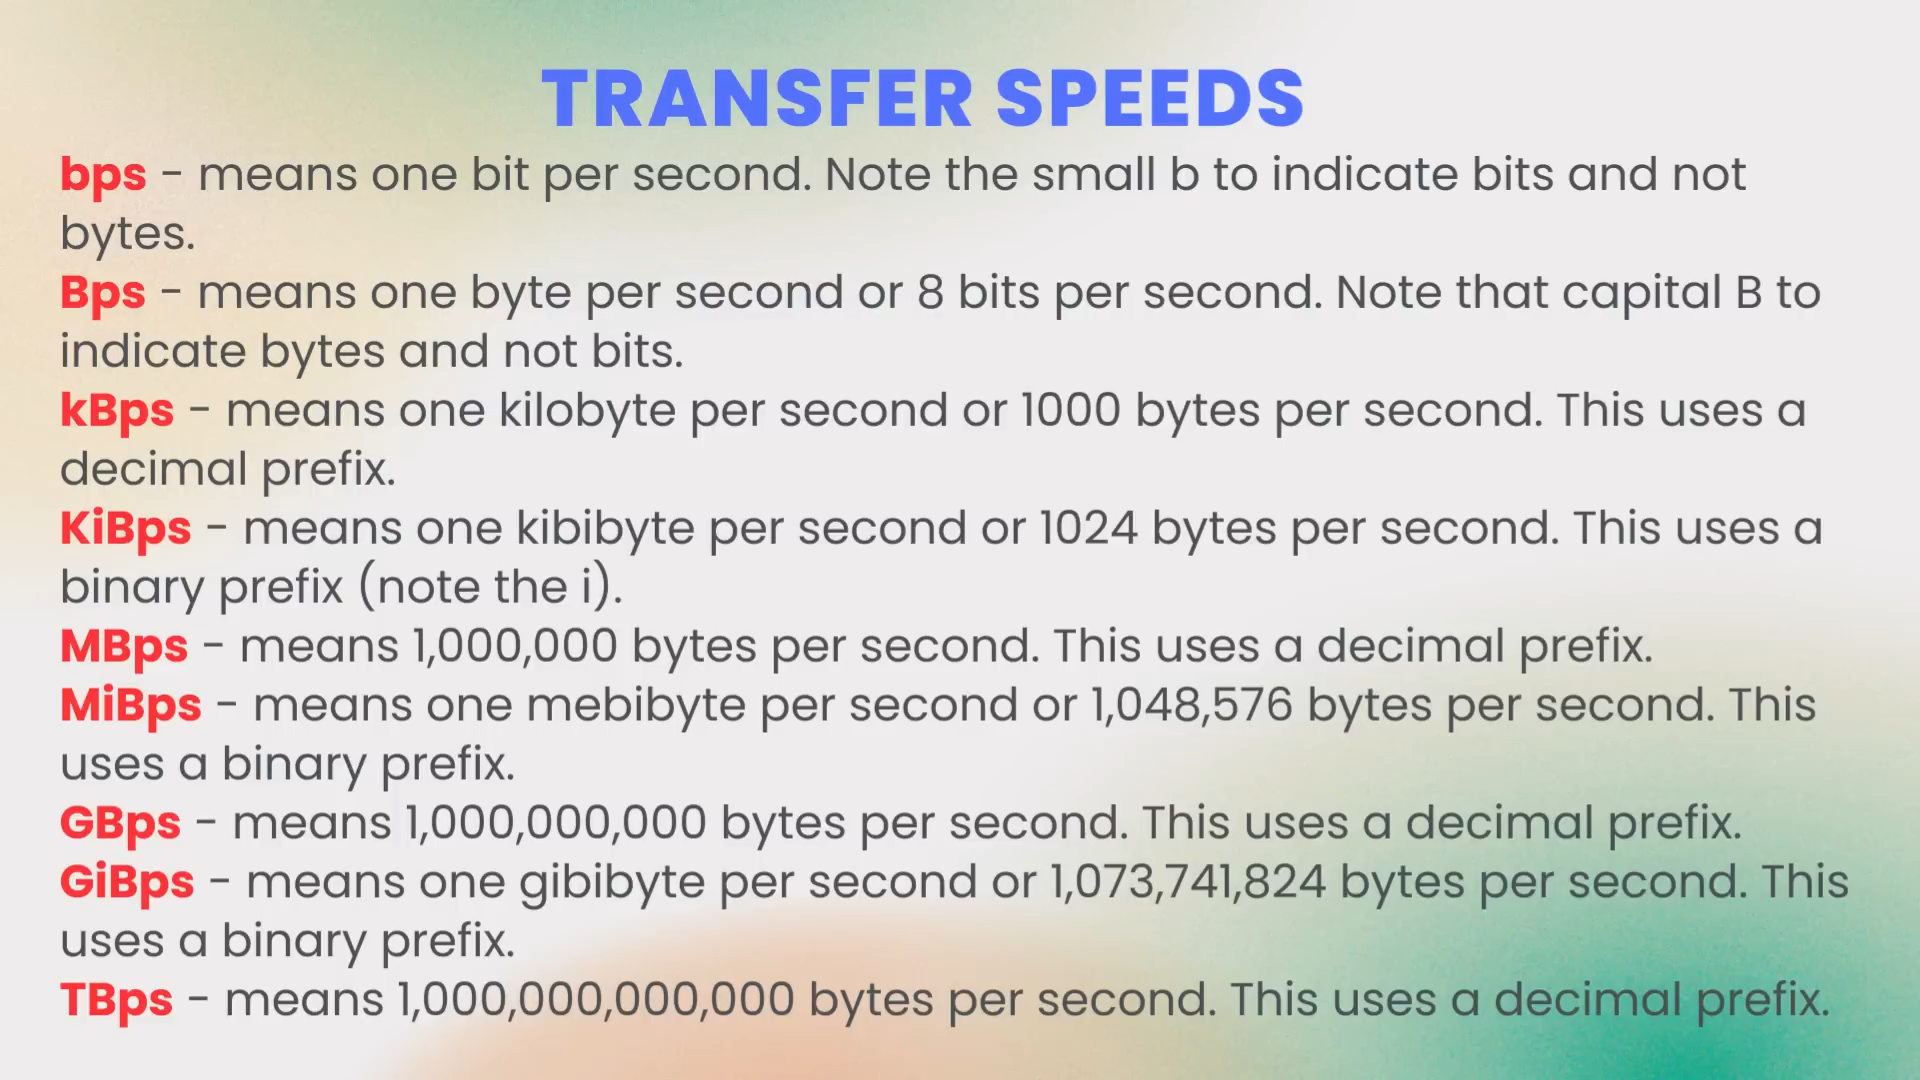 TRANSFER SPEEDS
bps - means one bit per second. Note the small b to indicate bits and not
bytes.
Bps - means one byte per second or 8 bits per second. Note that capital B to
indicate bytes and not bits.
kBps - means one kilobyte per second or 1000 bytes per second. This uses a
decimal prefix.
KiBps - means one kibibyte per second or 1024 bytes per second. This uses a
binary prefix (note the i).
MBps - means 1,000,000 bytes per second. This uses a decimal prefix.
MiBps - means one mebibyte per second or 1,048,576 bytes per second. This
uses a binary prefix.
GBps - means 1,000,000,000 bytes per second. This uses a decimal prefix.
GiBps - means one gibibyte per second or 1,073,741,824 bytes per second. This
uses a binary prefix.
TBps - means 1,000,000,000,000 bytes per second. This uses a decimal prefix.